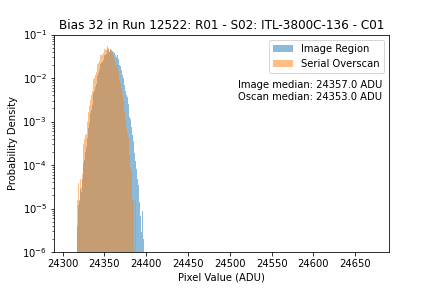 Bias 32 in Run 12522: R01 - S02: ITL-3800C-136 - C01
Image Region
Serial Overscan
Image median: 24357.0 ADU
Oscan median: 24353.0 ADU
Probability Density
10⁻¹
10⁻²
10⁻³
10⁻⁴
10⁻⁵
10⁻⁶
24300 24350 24400 24450 24500 24550 24600 24650
Pixel Value (ADU)